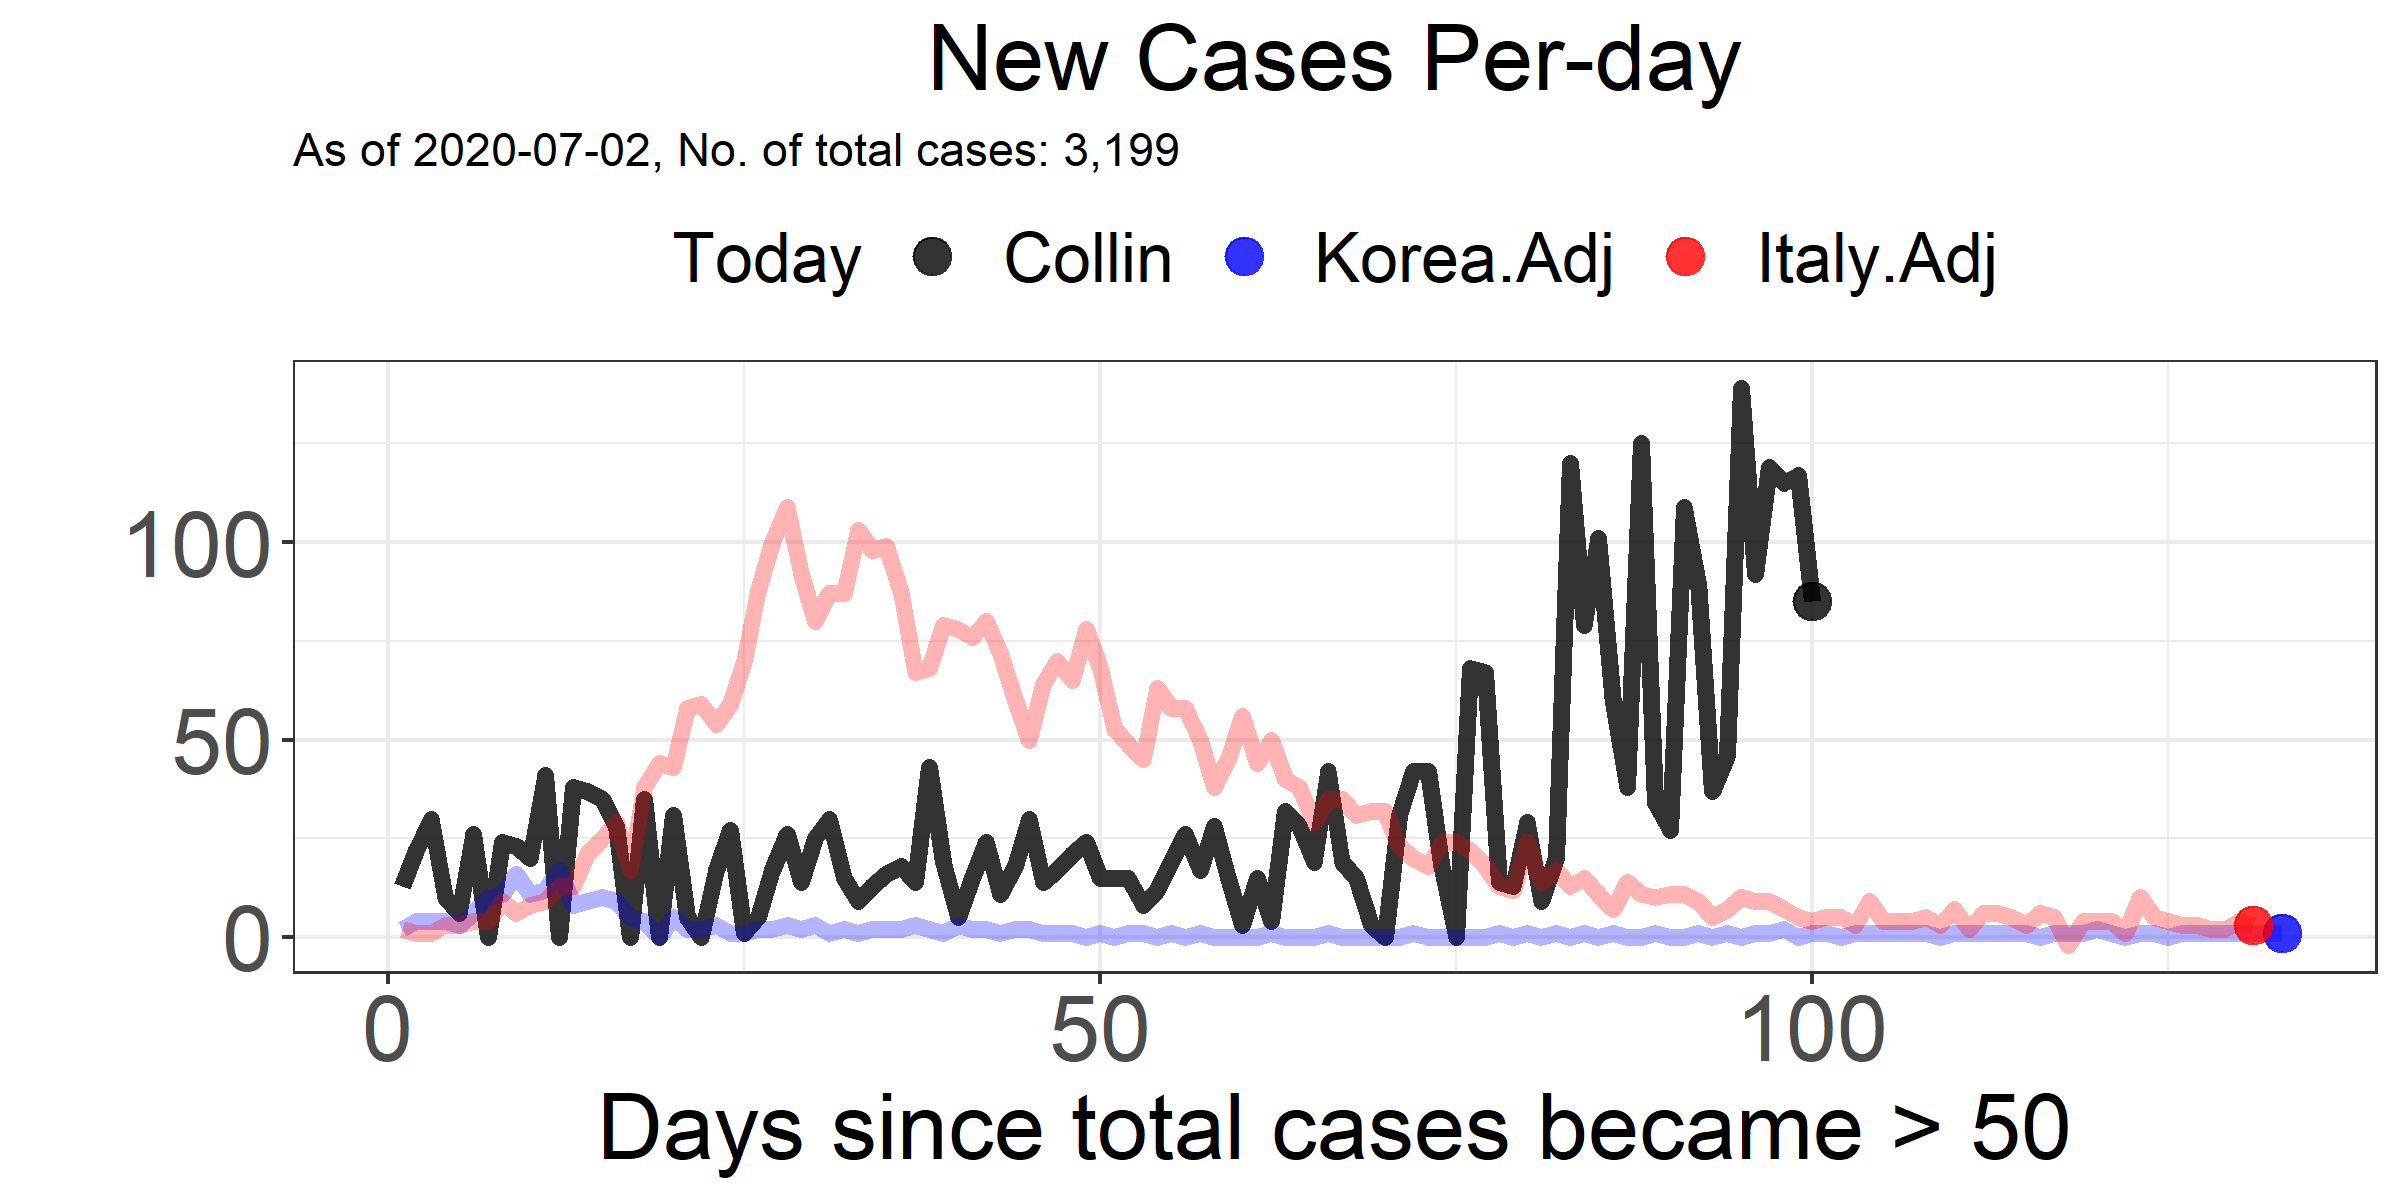 New Cases Per-day
As of 2020-07-02, No. of total cases: 3,199
Today Collin Korea.Adj Italy.Adj
100
50
0
0 50 100
Days since total cases became > 50